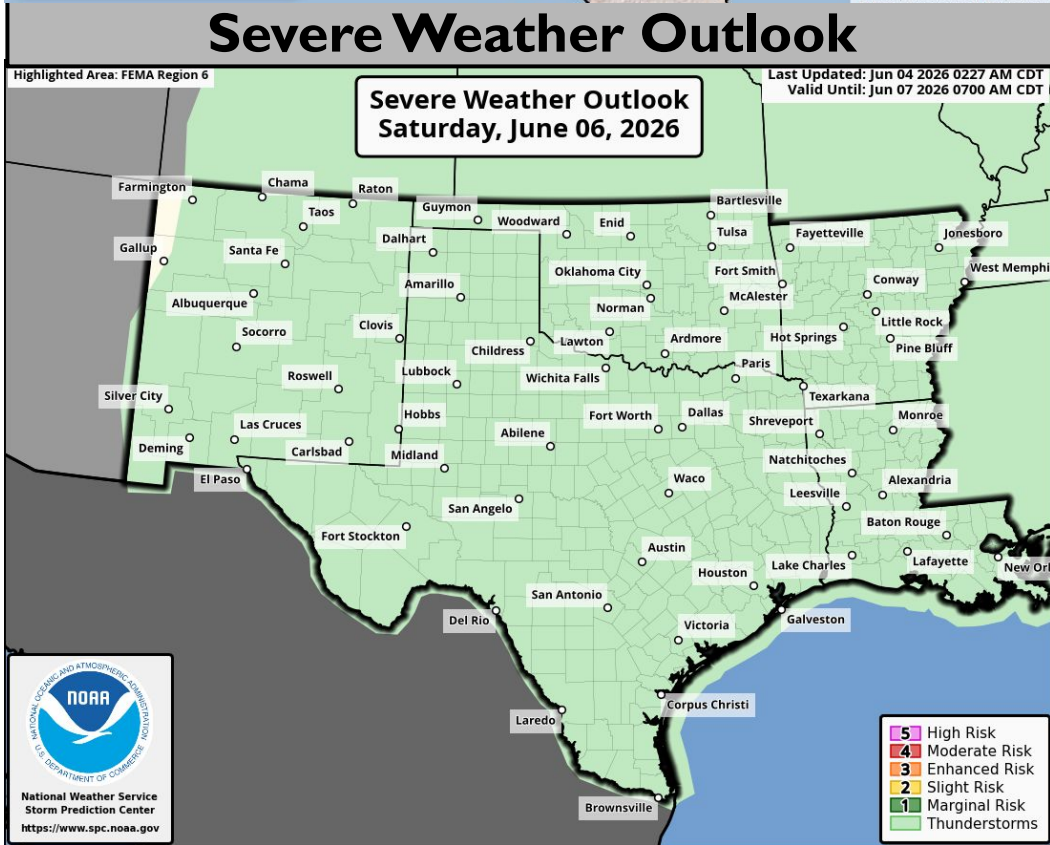 Severe Weather Outlook
Highlighted Area: FEMA Region 6
Last Updated: Jun 04 2026 0227 AM CDT
Valid Until: Jun 07 2026 0700 AM CDT
Severe Weather Outlook
Saturday, June 06, 2026
Farmington
Chama
Raton
Taos
Guymon
Woodward
Enid
Bartlesville
Tulsa
Fayetteville
Jonesboro
Gallup
Santa Fe
Dalhart
Oklahoma City
Fort Smith
West Memphi
Albuquerque
Amarillo
Norman
McAlester
Conway
Socorro
Clovis
Childress
Lawton
Ardmore
Hot Springs
Little Rock
Pine Bluff
Roswell
Lubbock
Wichita Falls
Paris
Silver City
Texarkana
Las Cruces
Hobbs
Fort Worth
Dallas
Shreveport
Monroe
Deming
Carlsbad
Midland
Abilene
Natchitoches
El Paso
Waco
Leesville
Alexandria
San Angelo
Fort Stockton
Baton Rouge
Austin
Houston
Lake Charles
Lafayette
New Orl
San Antonio
Del Rio
Victoria
Galveston
Laredo
Corpus Christi
Brownsville
NATIONAL OCEANIC AND ATMOSPHERIC ADMINISTRATION
NOAA
U.S. DEPARTMENT OF COMMERCE
National Weather Service
Storm Prediction Center
https://www.spc.noaa.gov
5 High Risk
4 Moderate Risk
3 Enhanced Risk
2 Slight Risk
1 Marginal Risk
Thunderstorms